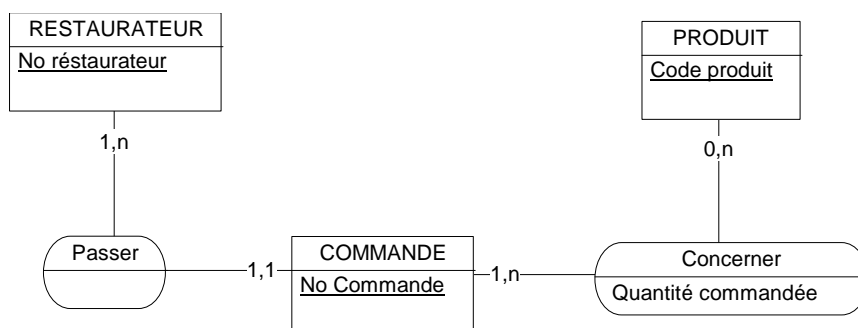 RESTAURATEUR
No réstaurateur
PRODUIT
Code produit
1,n
0,n
Passer
1,1
COMMANDE
No Commande
1,n
Concerner
Quantité commandée